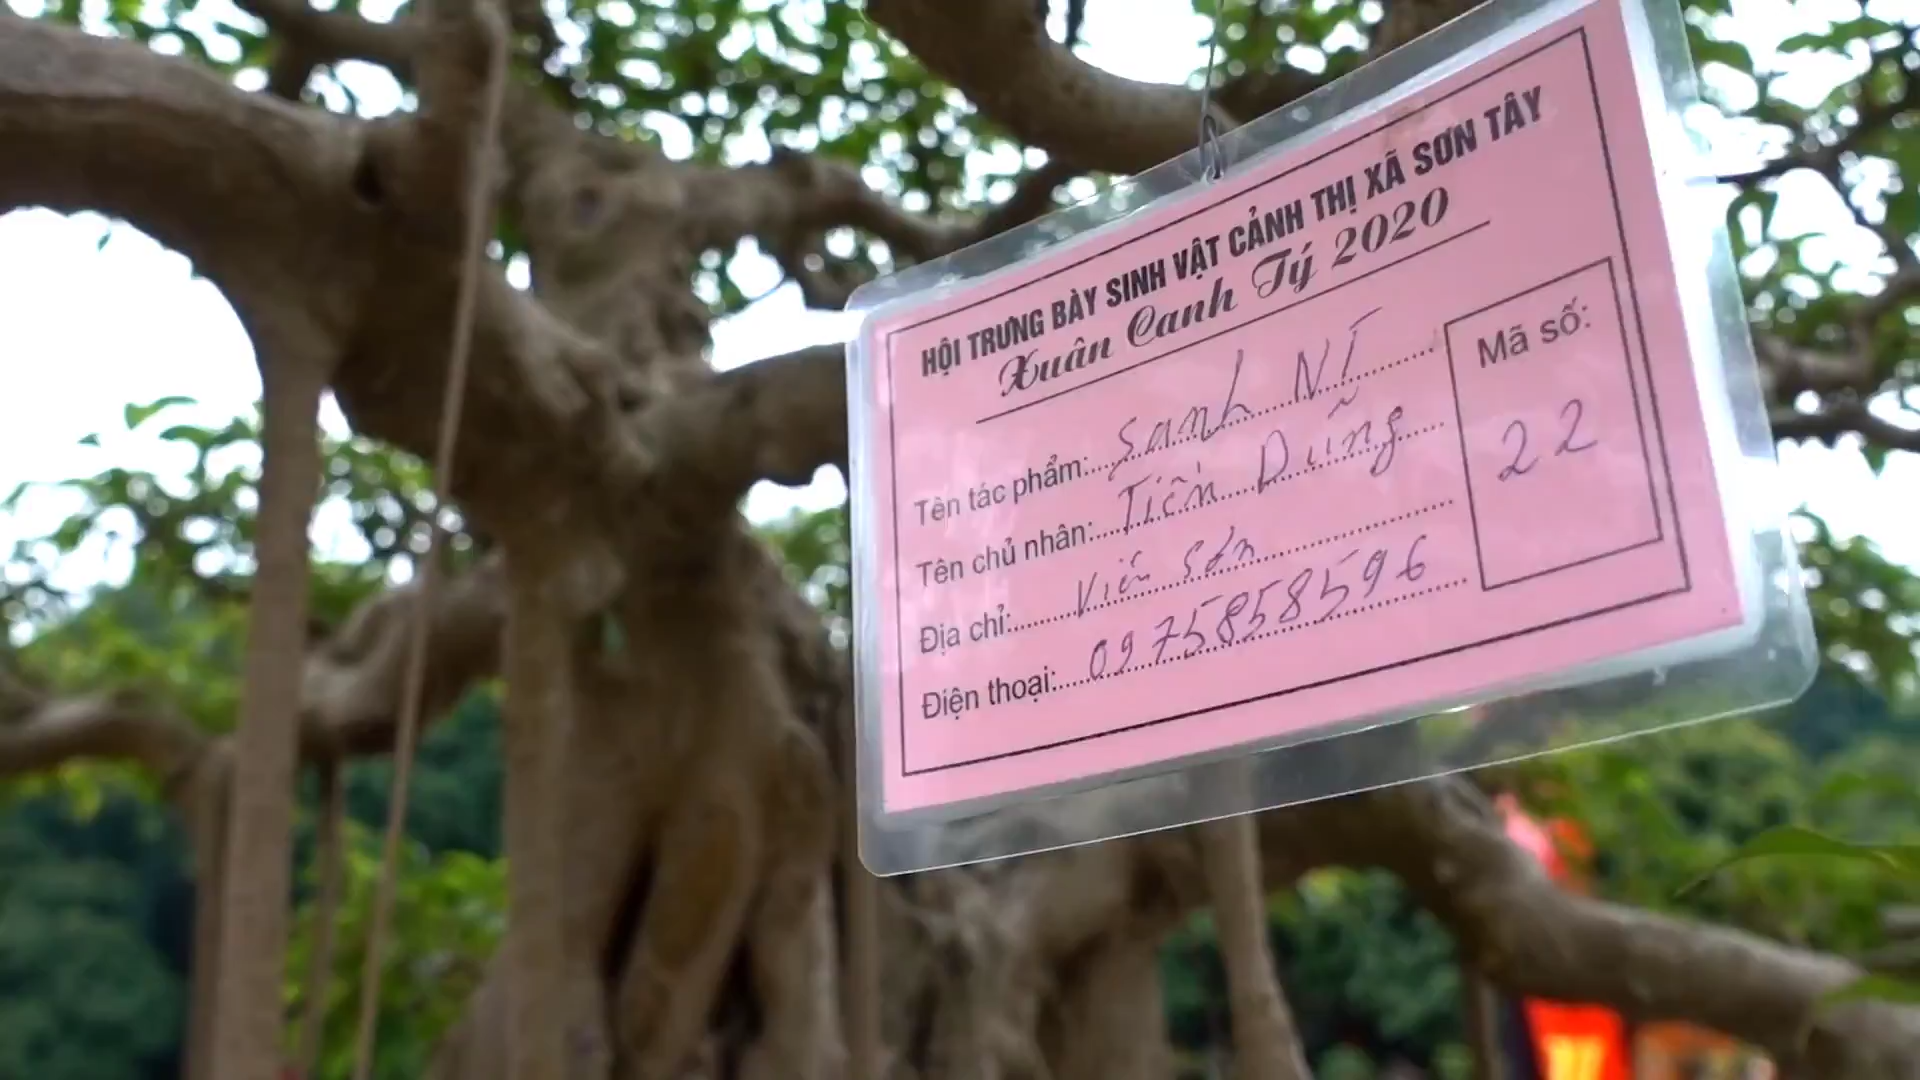 HỘI TRƯNG BÀY SINH VẬT CẢNH THỊ XÃ SƠN TÂY
Xuân Canh Tý 2020
Tên tác phẩm: Sanh NI
Tên chủ nhân: Tiến Dũng
Địa chỉ: Viên Sơn
Điện thoại: 0975858596
Mã số:
22